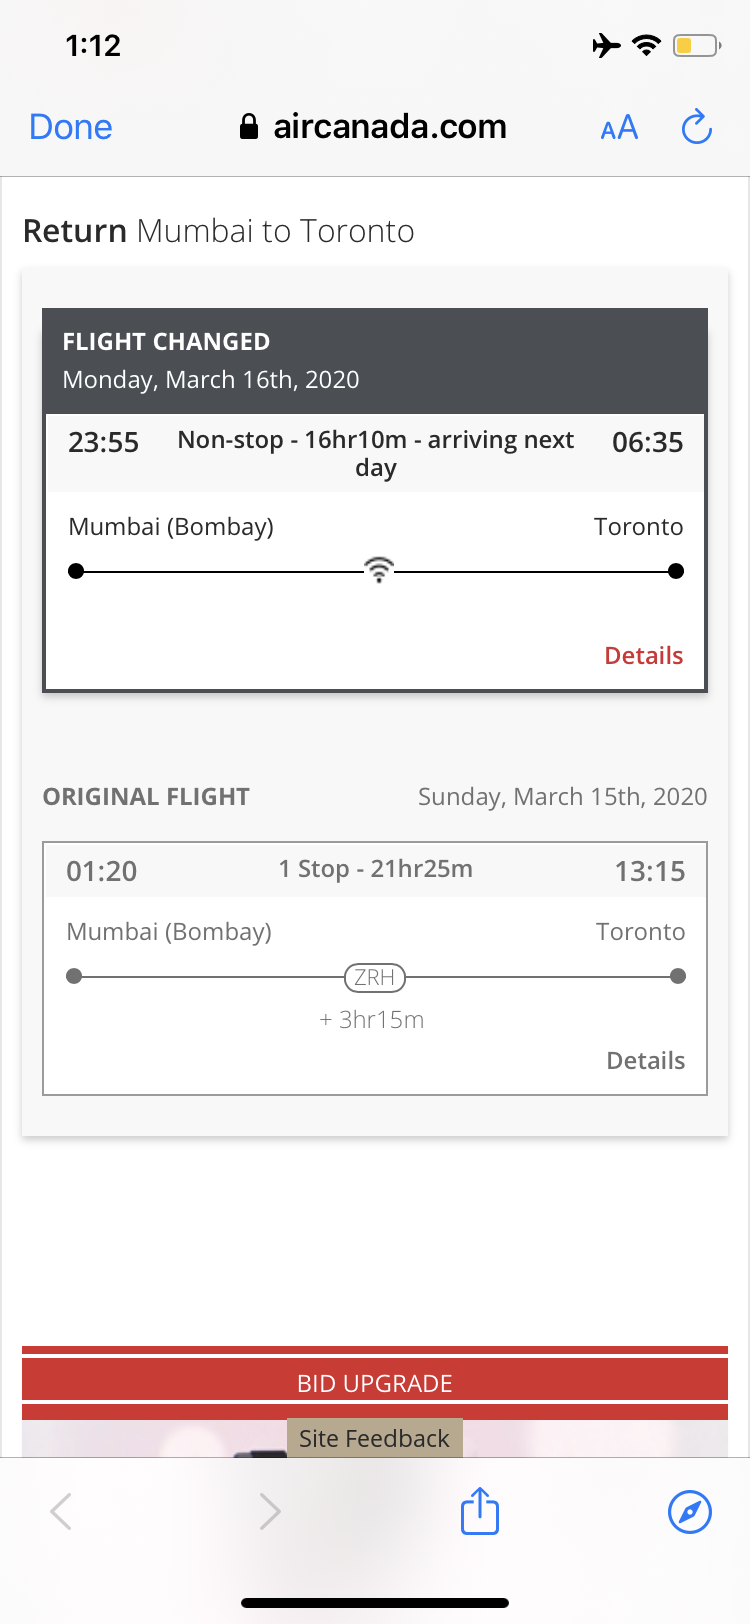 1:12
Done aircanada.com AA
Return Mumbai to Toronto
FLIGHT CHANGED
Monday, March 16th, 2020
23:55 Non-stop - 16hr10m - arriving next day 06:35
Mumbai (Bombay) Toronto
Details
ORIGINAL FLIGHT Sunday, March 15th, 2020
01:20 1 Stop - 21hr25m 13:15
Mumbai (Bombay) Toronto
ZRH
+ 3hr15m
Details
BID UPGRADE
Site Feedback